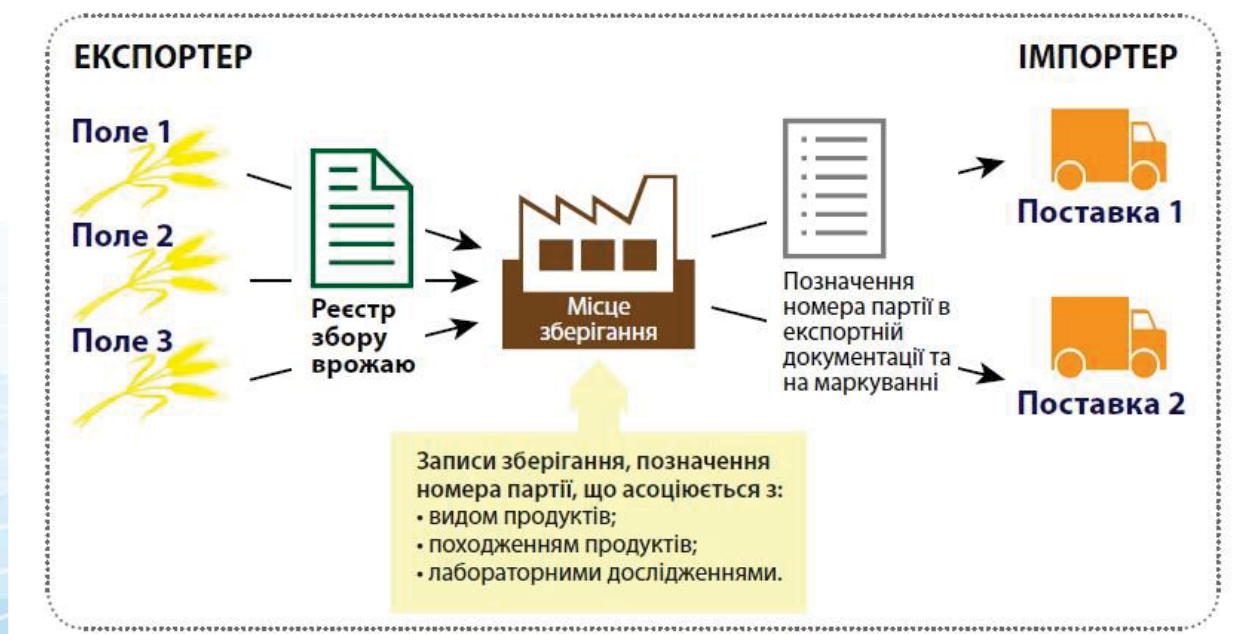 ЕКСПОРТЕР
ІМПОРТЕР
Поле 1
Поле 2
Поле 3
Реєстр
збору
врожаю
Місце
зберігання
Позначення
номера партії в
експортній
документації та
на маркуванні
Поставка 1
Поставка 2
Записи зберігання, позначення
номера партії, що асоціюється з:
• видом продуктів;
• походженням продуктів;
• лабораторними дослідженнями.